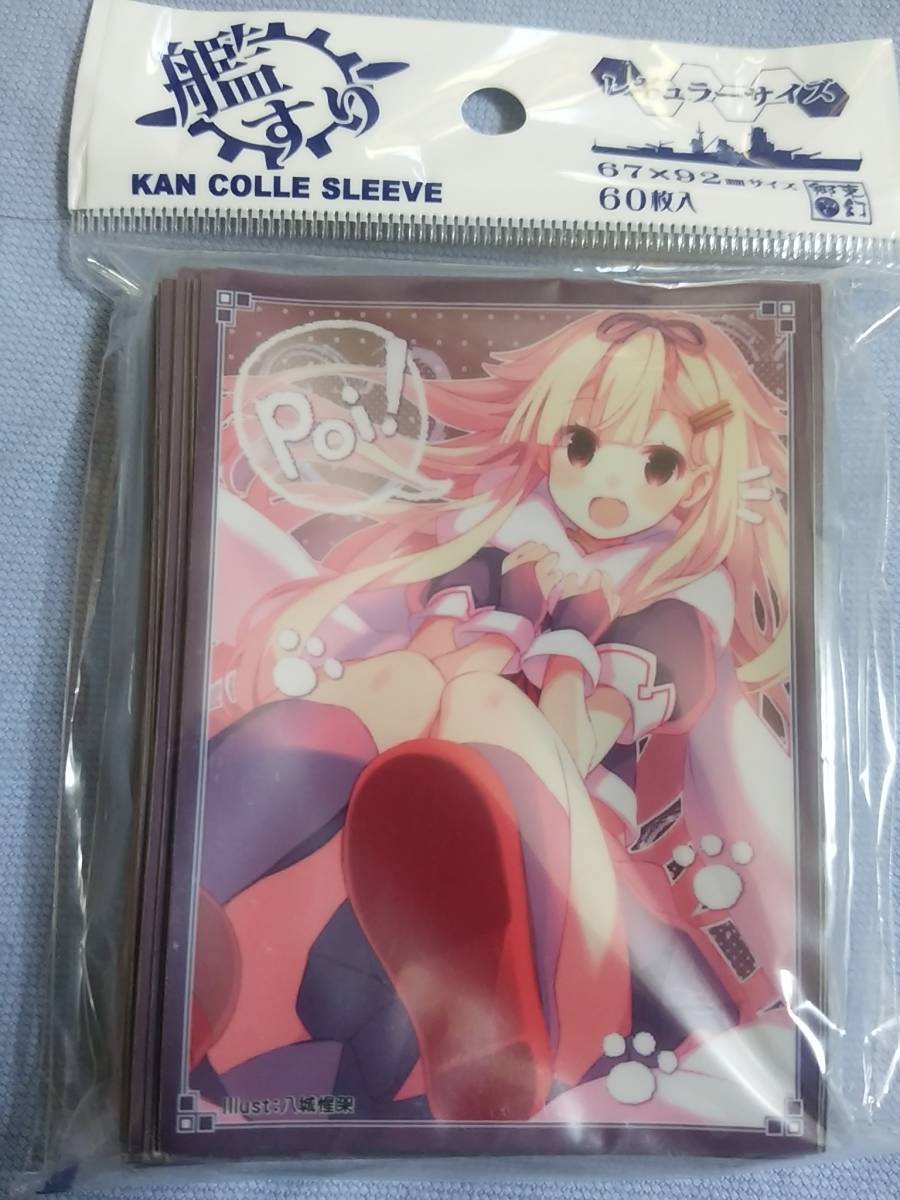 艦すり
KAN COLLE SLEEVE
レギュラーサイズ
67×92mmサイズ
60枚入
Poi!
Illust:八城惺架